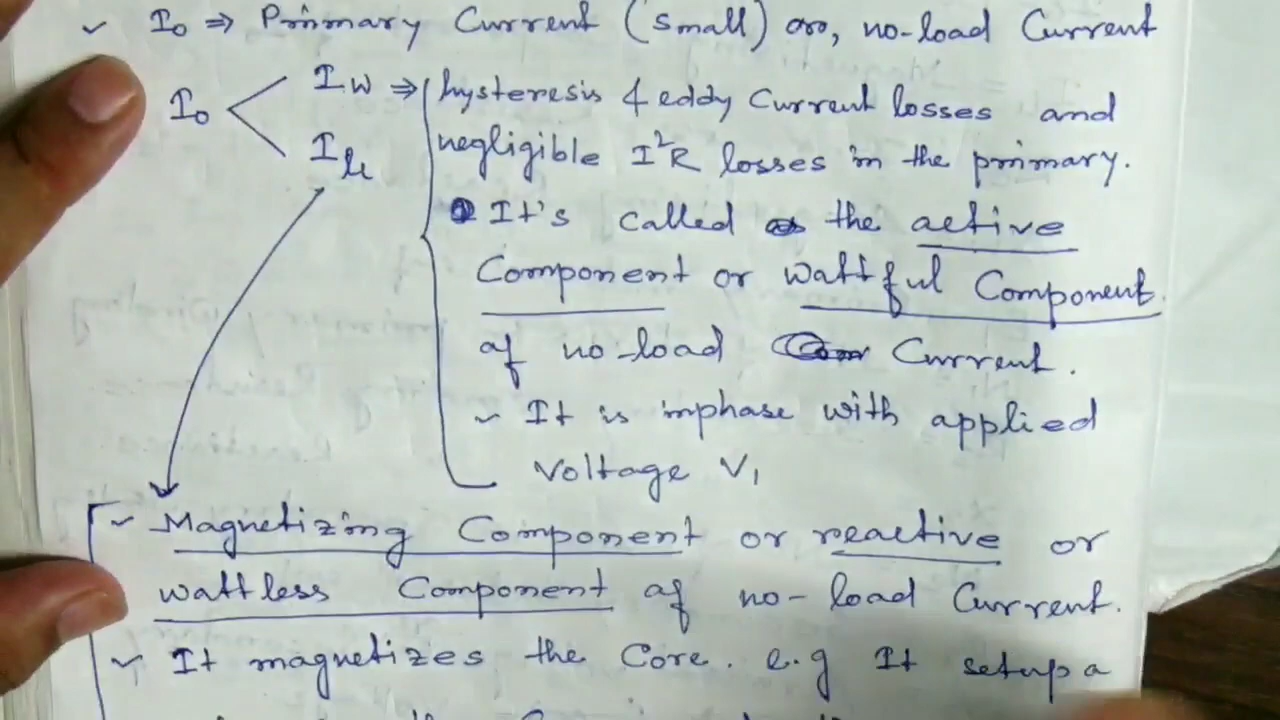 ✓ I₀ ⇒ Primary Current (small) or, no-load Current
I₀ < I_W ⇒ hysteresis & eddy Current losses and
I_μ negligible I²R losses in the primary.
It's called the active
Component or wattful Component
of no-load Current.
✓ It is inphase with applied
Voltage V₁
✓ Magnetizing Component or reactive or
wattless Component of no-load Current.
✓ It magnetizes the Core. e.g It setup a